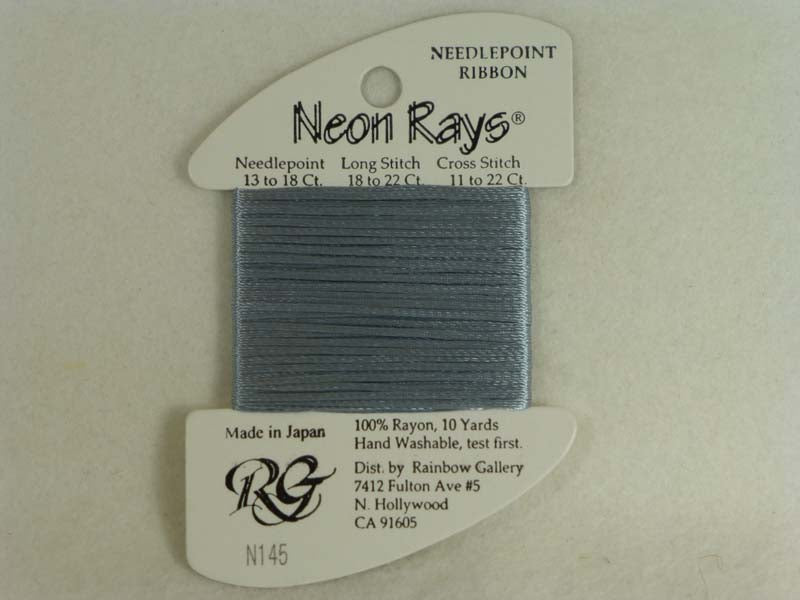 NEEDLEPOINT
RIBBON
Neon Rays®
Needlepoint Long Stitch Cross Stitch
13 to 18 Ct. 18 to 22 Ct. 11 to 22 Ct.
Made in Japan
100% Rayon, 10 Yards
Hand Washable, test first.
RG
Dist. by Rainbow Gallery
7412 Fulton Ave #5
N. Hollywood
CA 91605
N145